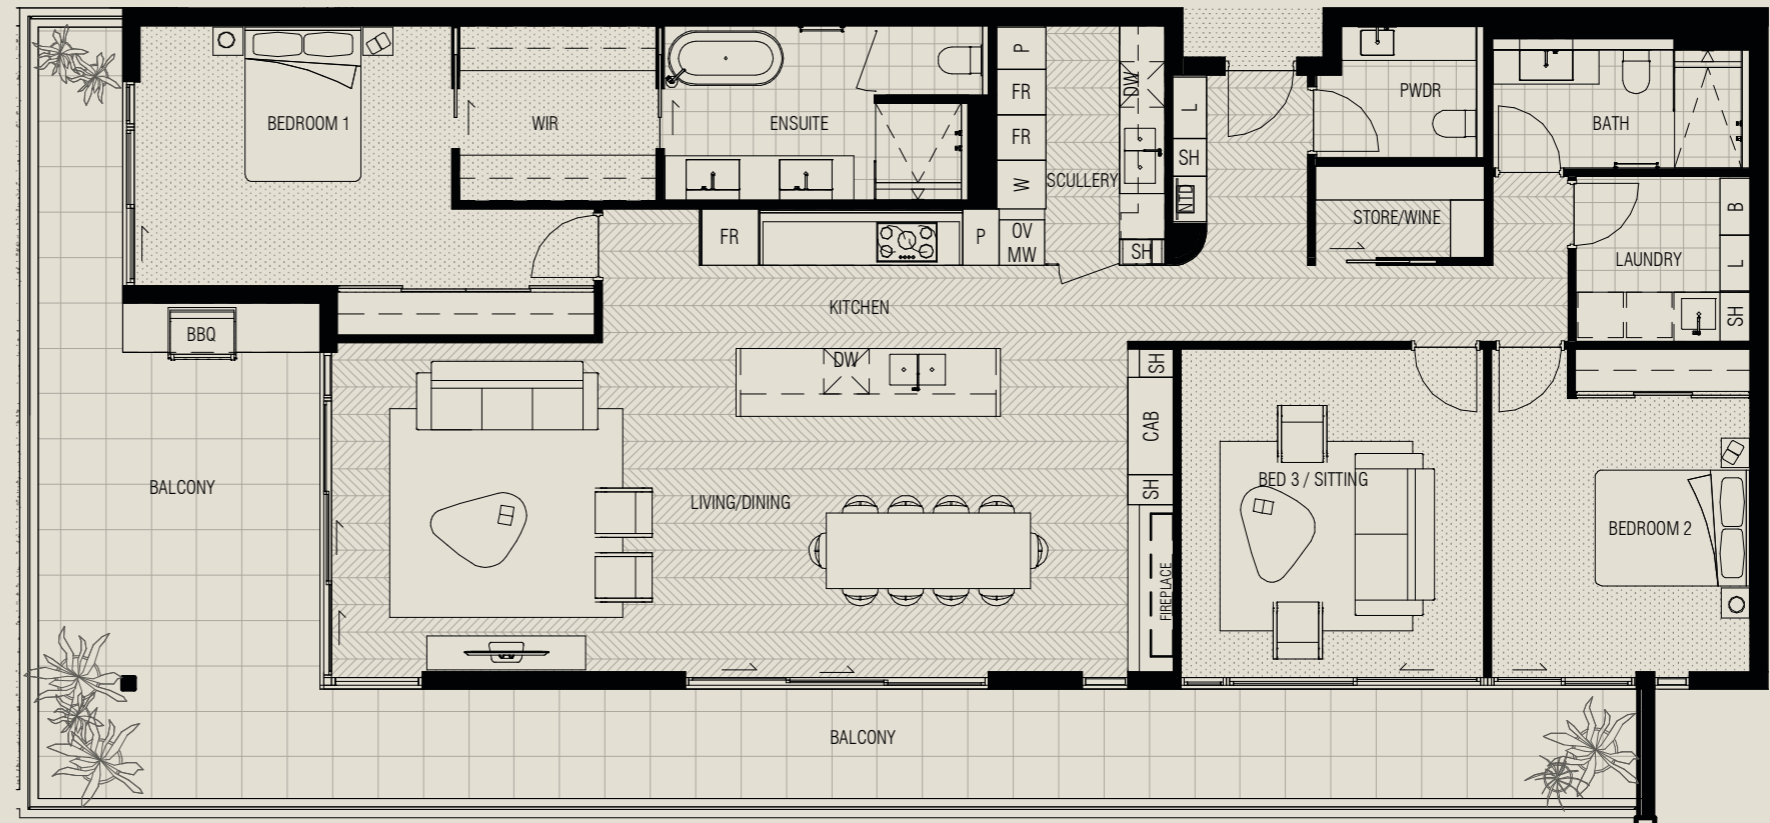 P
FR
FR
W
DW
L
SH
NTD
PWDR
BATH
BEDROOM 1
WIR
ENSUITE
SCULLERY
STORE/WINE
B
L
SH
LAUNDRY
FR
P
OV
MW
SH
KITCHEN
BBQ
DW
SH
CAB
SH
BALCONY
LIVING/DINING
BED 3 / SITTING
BEDROOM 2
FIREPLACE
BALCONY